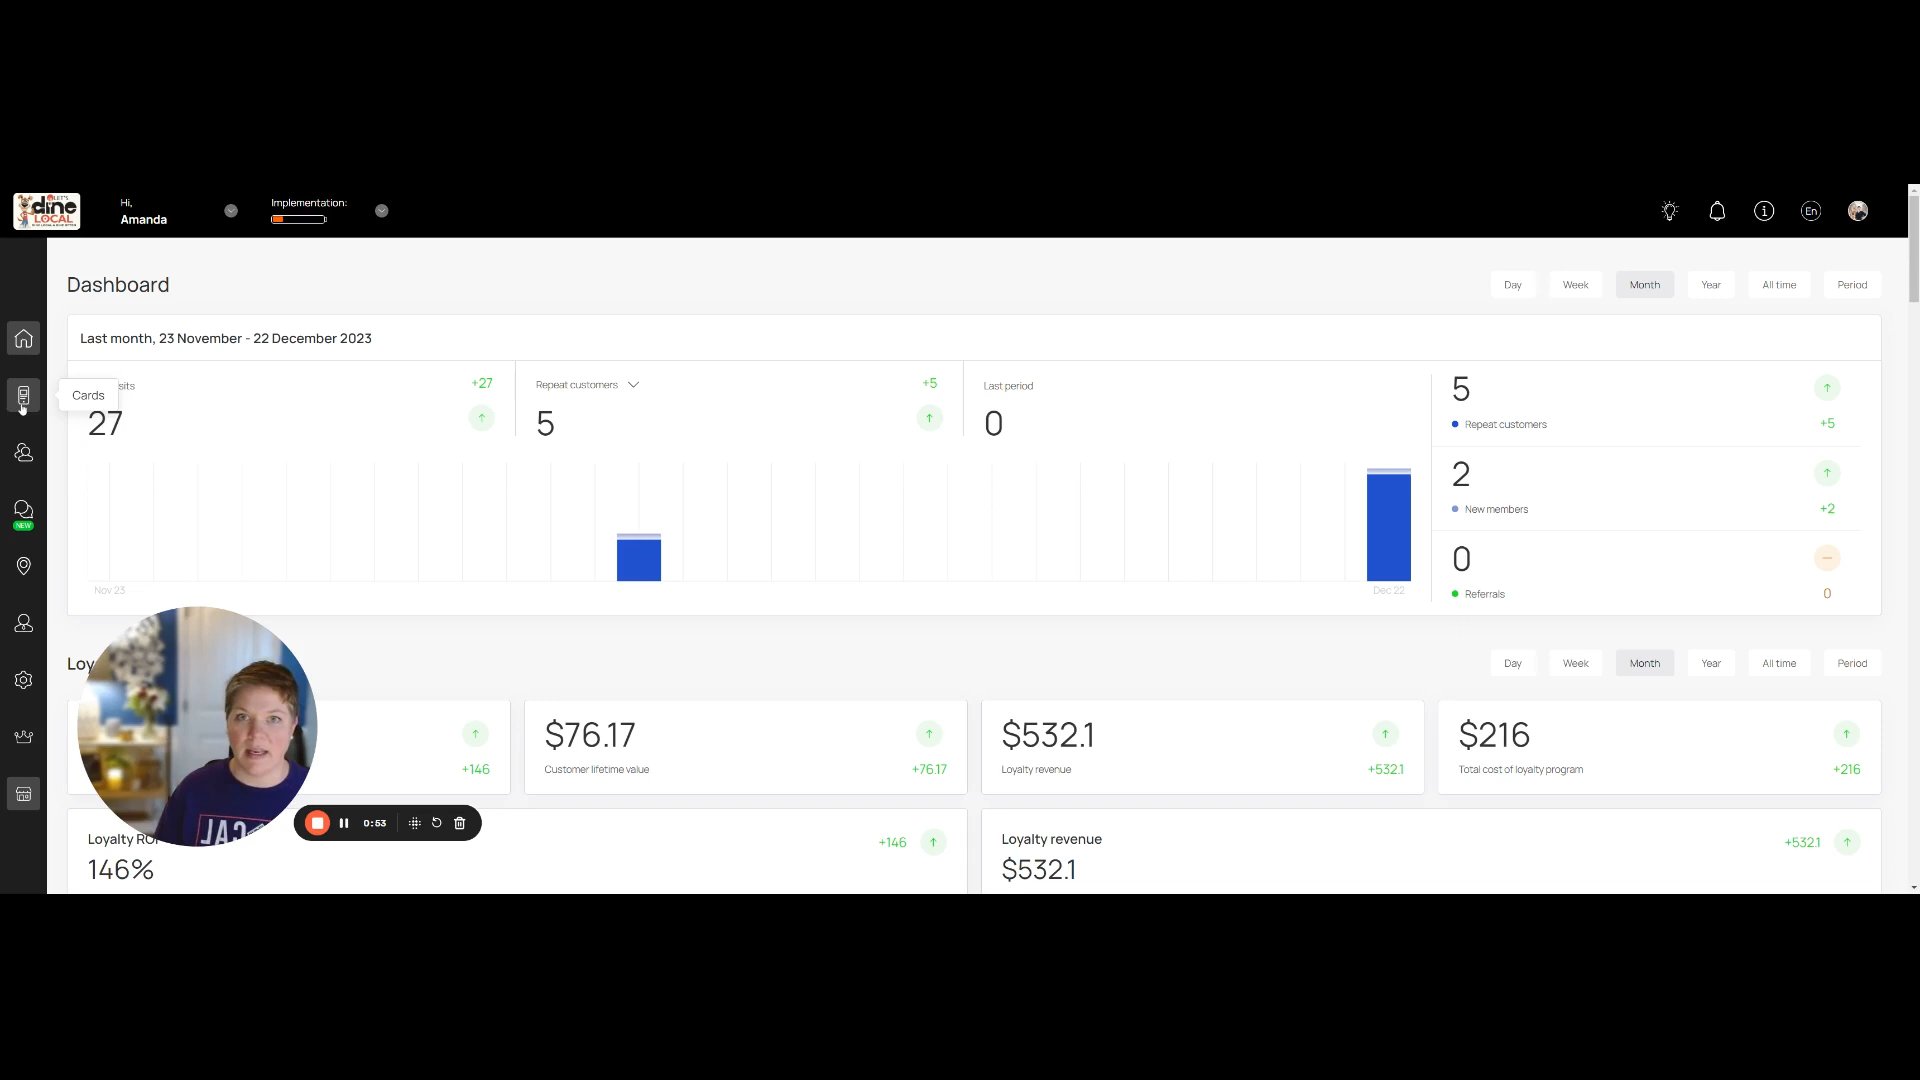 LET'S
dine
LOCAL
Hi,
Amanda
Implementation:
En
Dashboard
Day
Week
Month
Year
All time
Period
Last month, 23 November - 22 December 2023
Cards
sits
+27
27
Repeat customers
+5
5
Last period
0
5
Repeat customers
+5
2
New members
+2
0
Referrals
0
NEW
Nov 23
Dec 22
Loy
Day
Week
Month
Year
All time
Period
+146
$76.17
Customer lifetime value
+76.17
$532.1
Loyalty revenue
+532.1
$216
Total cost of loyalty program
+216
0:53
Loyalty ROI
+146
146%
Loyalty revenue
+532.1
$532.1